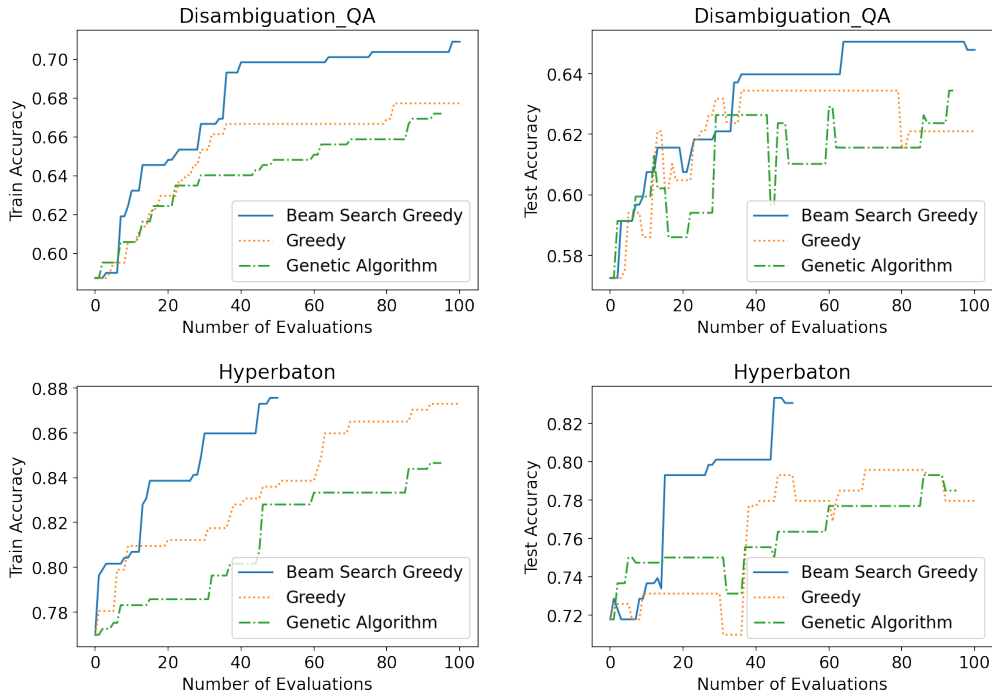 Disambiguation_QA
Train Accuracy
0.70
0.68
0.66
0.64
0.62
0.60
Beam Search Greedy
Greedy
Genetic Algorithm
0 20 40 60 80 100
Number of Evaluations
Disambiguation_QA
Test Accuracy
0.64
0.62
0.60
0.58
Beam Search Greedy
Greedy
Genetic Algorithm
0 20 40 60 80 100
Number of Evaluations
Hyperbaton
Train Accuracy
0.88
0.86
0.84
0.82
0.80
0.78
Beam Search Greedy
Greedy
Genetic Algorithm
0 20 40 60 80 100
Number of Evaluations
Hyperbaton
Test Accuracy
0.82
0.80
0.78
0.76
0.74
0.72
Beam Search Greedy
Greedy
Genetic Algorithm
0 20 40 60 80 100
Number of Evaluations